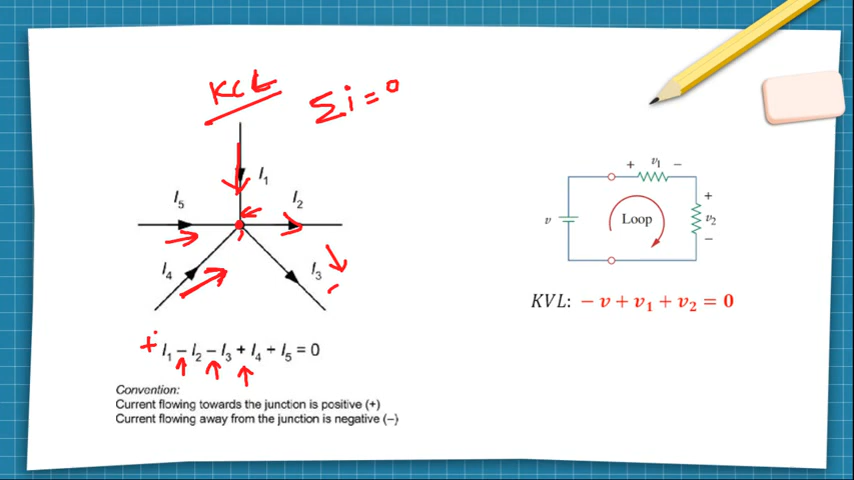 KCL
Σi = 0
I₁
I₅
I₂
I₄
I₃
+ I₁ – I₂ – I₃ + I₄ + I₅ = 0
Convention:
Current flowing towards the junction is positive (+)
Current flowing away from the junction is negative (–)
+ v₁ –
v
Loop
+
v₂
–
KVL: − v + v₁ + v₂ = 0